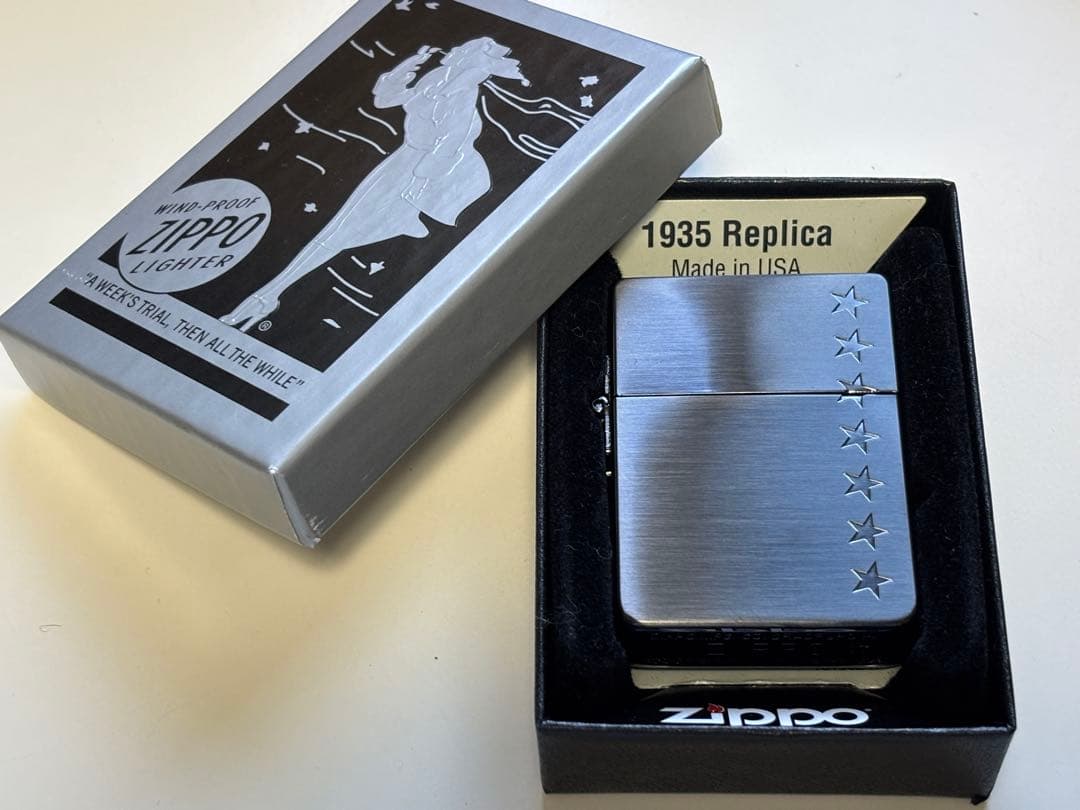 WIND-PROOF
ZIPPO
LIGHTER
"A WEEK'S TRIAL, THEN ALL THE WHILE"
®
1935 Replica
Made in USA
zippo